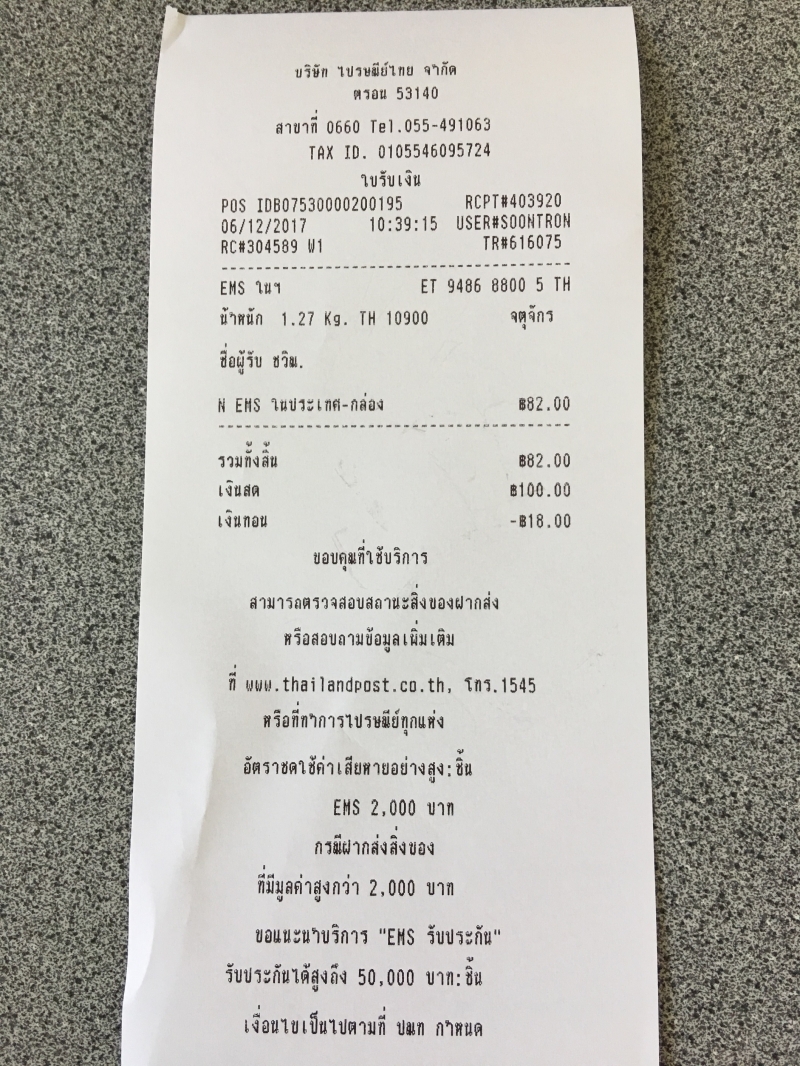 บริษัท ไปรษณีย์ไทย จำกัด
ตรอน 53140
สาขาที่ 0660 Tel.055-491063
TAX ID. 0105546095724
ใบรับเงิน
POS IDB07530000200195 RCPT#403920
06/12/2017 10:39:15 USER#SOONTRON
RC#304589 W1 TR#616075
EMS ในฯ ET 9486 8800 5 TH
น้ำหนัก 1.27 Kg. TH 10900 จตุจักร
ชื่อผู้รับ ชวิณ.
N EMS ในประเทศ-กล่อง ฿82.00
รวมทั้งสิ้น ฿82.00
เงินสด ฿100.00
เงินทอน -฿18.00
ขอบคุณที่ใช้บริการ
สามารถตรวจสอบสถานะสิ่งของฝากส่ง
หรือสอบถามข้อมูลเพิ่มเติม
ที่ www.thailandpost.co.th, โทร.1545
หรือที่ทำการไปรษณีย์ทุกแห่ง
อัตราชดใช้ค่าเสียหายอย่างสูง:ชิ้น
EMS 2,000 บาท
กรณีฝากส่งสิ่งของ
ที่มีมูลค่าสูงกว่า 2,000 บาท
ขอแนะนำบริการ "EMS รับประกัน"
รับประกันได้สูงถึง 50,000 บาท:ชิ้น
เงื่อนไขเป็นไปตามที่ ปณท กำหนด